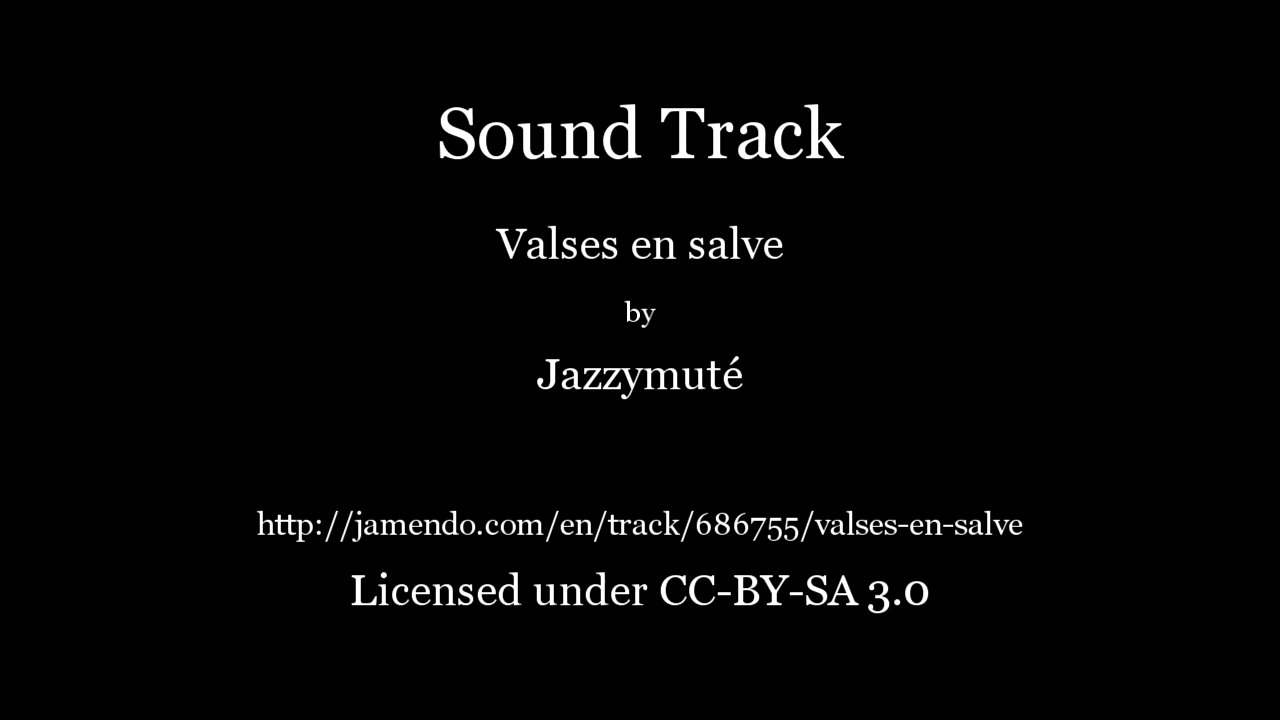 Sound Track
Valses en salve
by
Jazzymuté
http://jamendo.com/en/track/686755/valses-en-salve
Licensed under CC-BY-SA 3.0